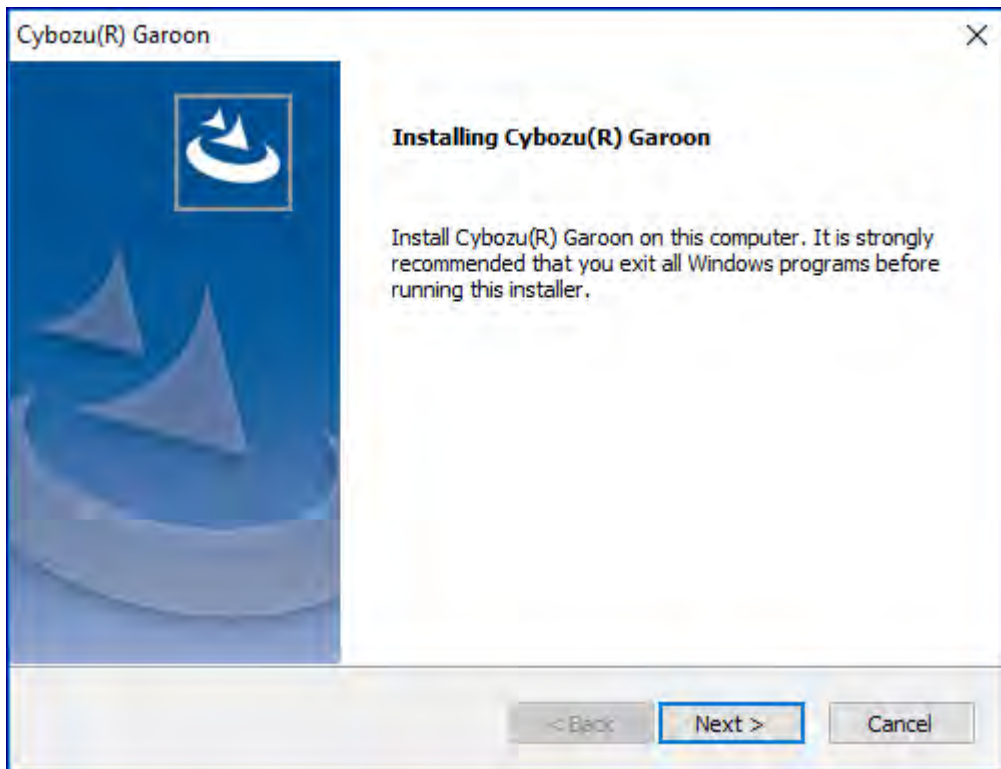 Cybozu(R) Garoon
Installing Cybozu(R) Garoon
Install Cybozu(R) Garoon on this computer. It is strongly
recommended that you exit all Windows programs before
running this installer.
< Back
Next >
Cancel